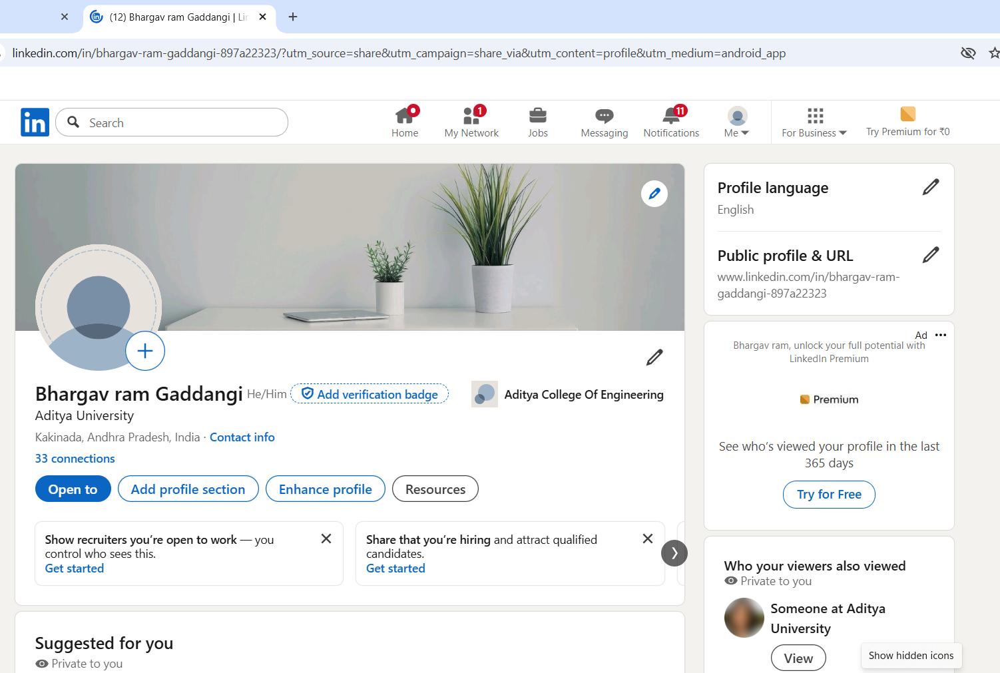 (12) Bhargav ram Gaddangi | Lin
linkedin.com/in/bhargav-ram-gaddangi-897a22323/?utm_source=share&utm_campaign=share_via&utm_content=profile&utm_medium=android_app
in
Search
Home
1
My Network
Jobs
Messaging
11
Notifications
Me
For Business
Try Premium for ₹0
Bhargav ram Gaddangi He/Him Add verification badge
Aditya University
Kakinada, Andhra Pradesh, India · Contact info
33 connections
Aditya College Of Engineering
Open to
Add profile section
Enhance profile
Resources
Show recruiters you’re open to work — you
control who sees this.
Get started
Share that you’re hiring and attract qualified
candidates.
Get started
Suggested for you
Private to you
Profile language
English
Public profile & URL
www.linkedin.com/in/bhargav-ram-
gaddangi-897a22323
Ad
Bhargav ram, unlock your full potential with
LinkedIn Premium
Premium
See who’s viewed your profile in the last
365 days
Try for Free
Who your viewers also viewed
Private to you
Someone at Aditya
University
View
Show hidden icons